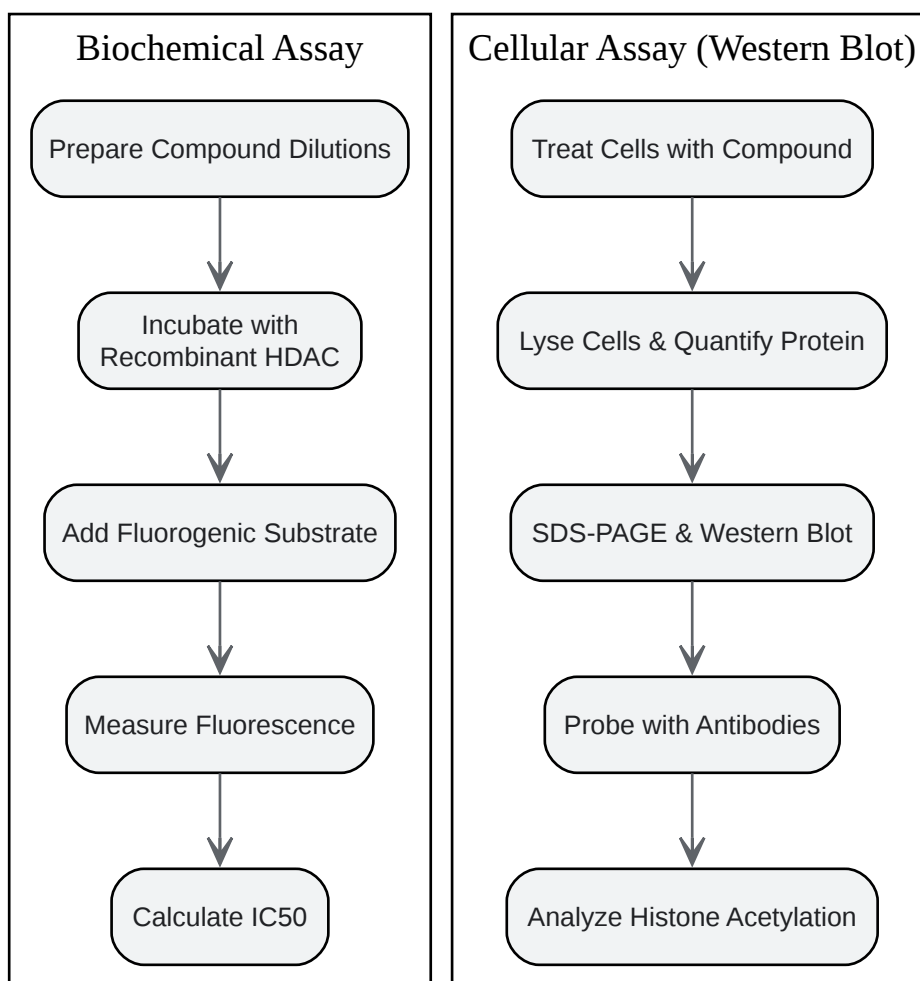 Biochemical Assay
Prepare Compound Dilutions
Incubate with
Recombinant HDAC
Add Fluorogenic Substrate
Measure Fluorescence
Calculate IC50
Cellular Assay (Western Blot)
Treat Cells with Compound
Lyse Cells & Quantify Protein
SDS-PAGE & Western Blot
Probe with Antibodies
Analyze Histone Acetylation